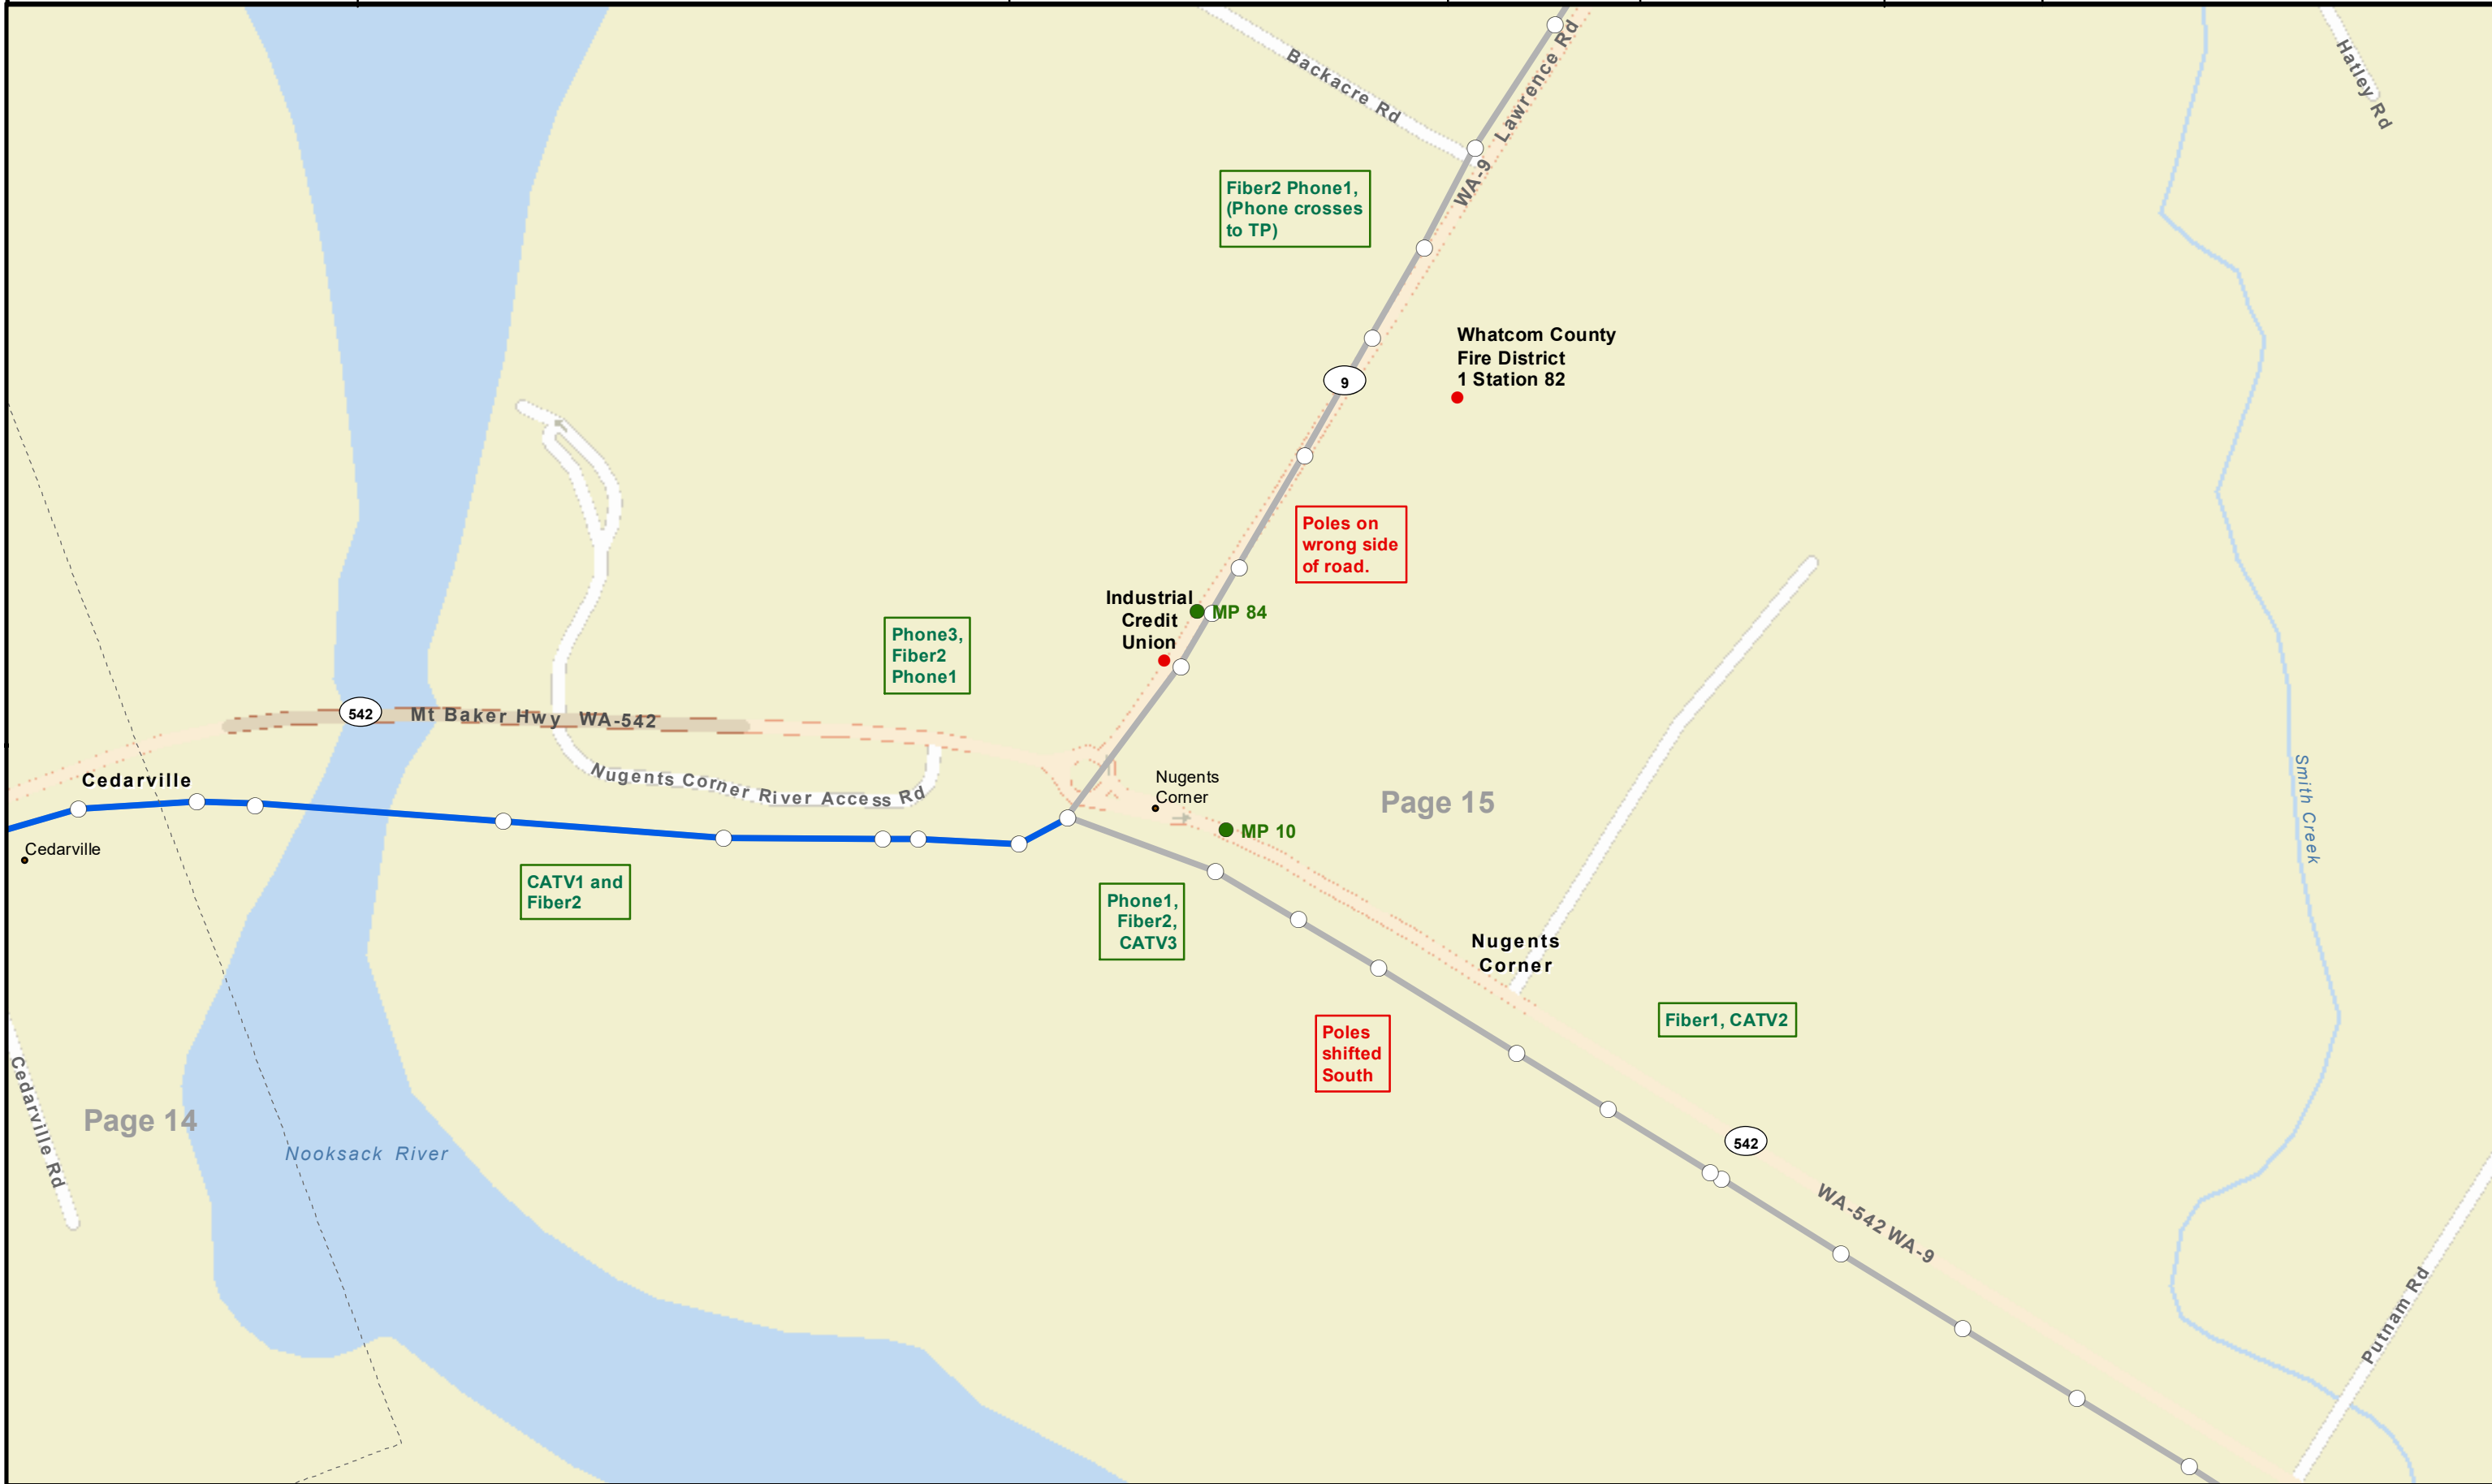 Backacre Rd
WA-9 Lawrence Rd
Hatley Rd
Fiber2 Phone1,
(Phone crosses
to TP)
Whatcom County
Fire District
1 Station 82
9
Poles on
wrong side
of road.
Industrial
Credit
Union
MP 84
Phone3,
Fiber2
Phone1
542
Mt Baker Hwy WA-542
Nugents Corner River Access Rd
Cedarville
Cedarville
Nugents
Corner
MP 10
Page 15
Smith Creek
CATV1 and
Fiber2
Phone1,
Fiber2,
CATV3
Nugents
Corner
Fiber1, CATV2
Poles
shifted
South
Cedarville Rd
Page 14
Nooksack River
542
WA-542 WA-9
Putnam Rd